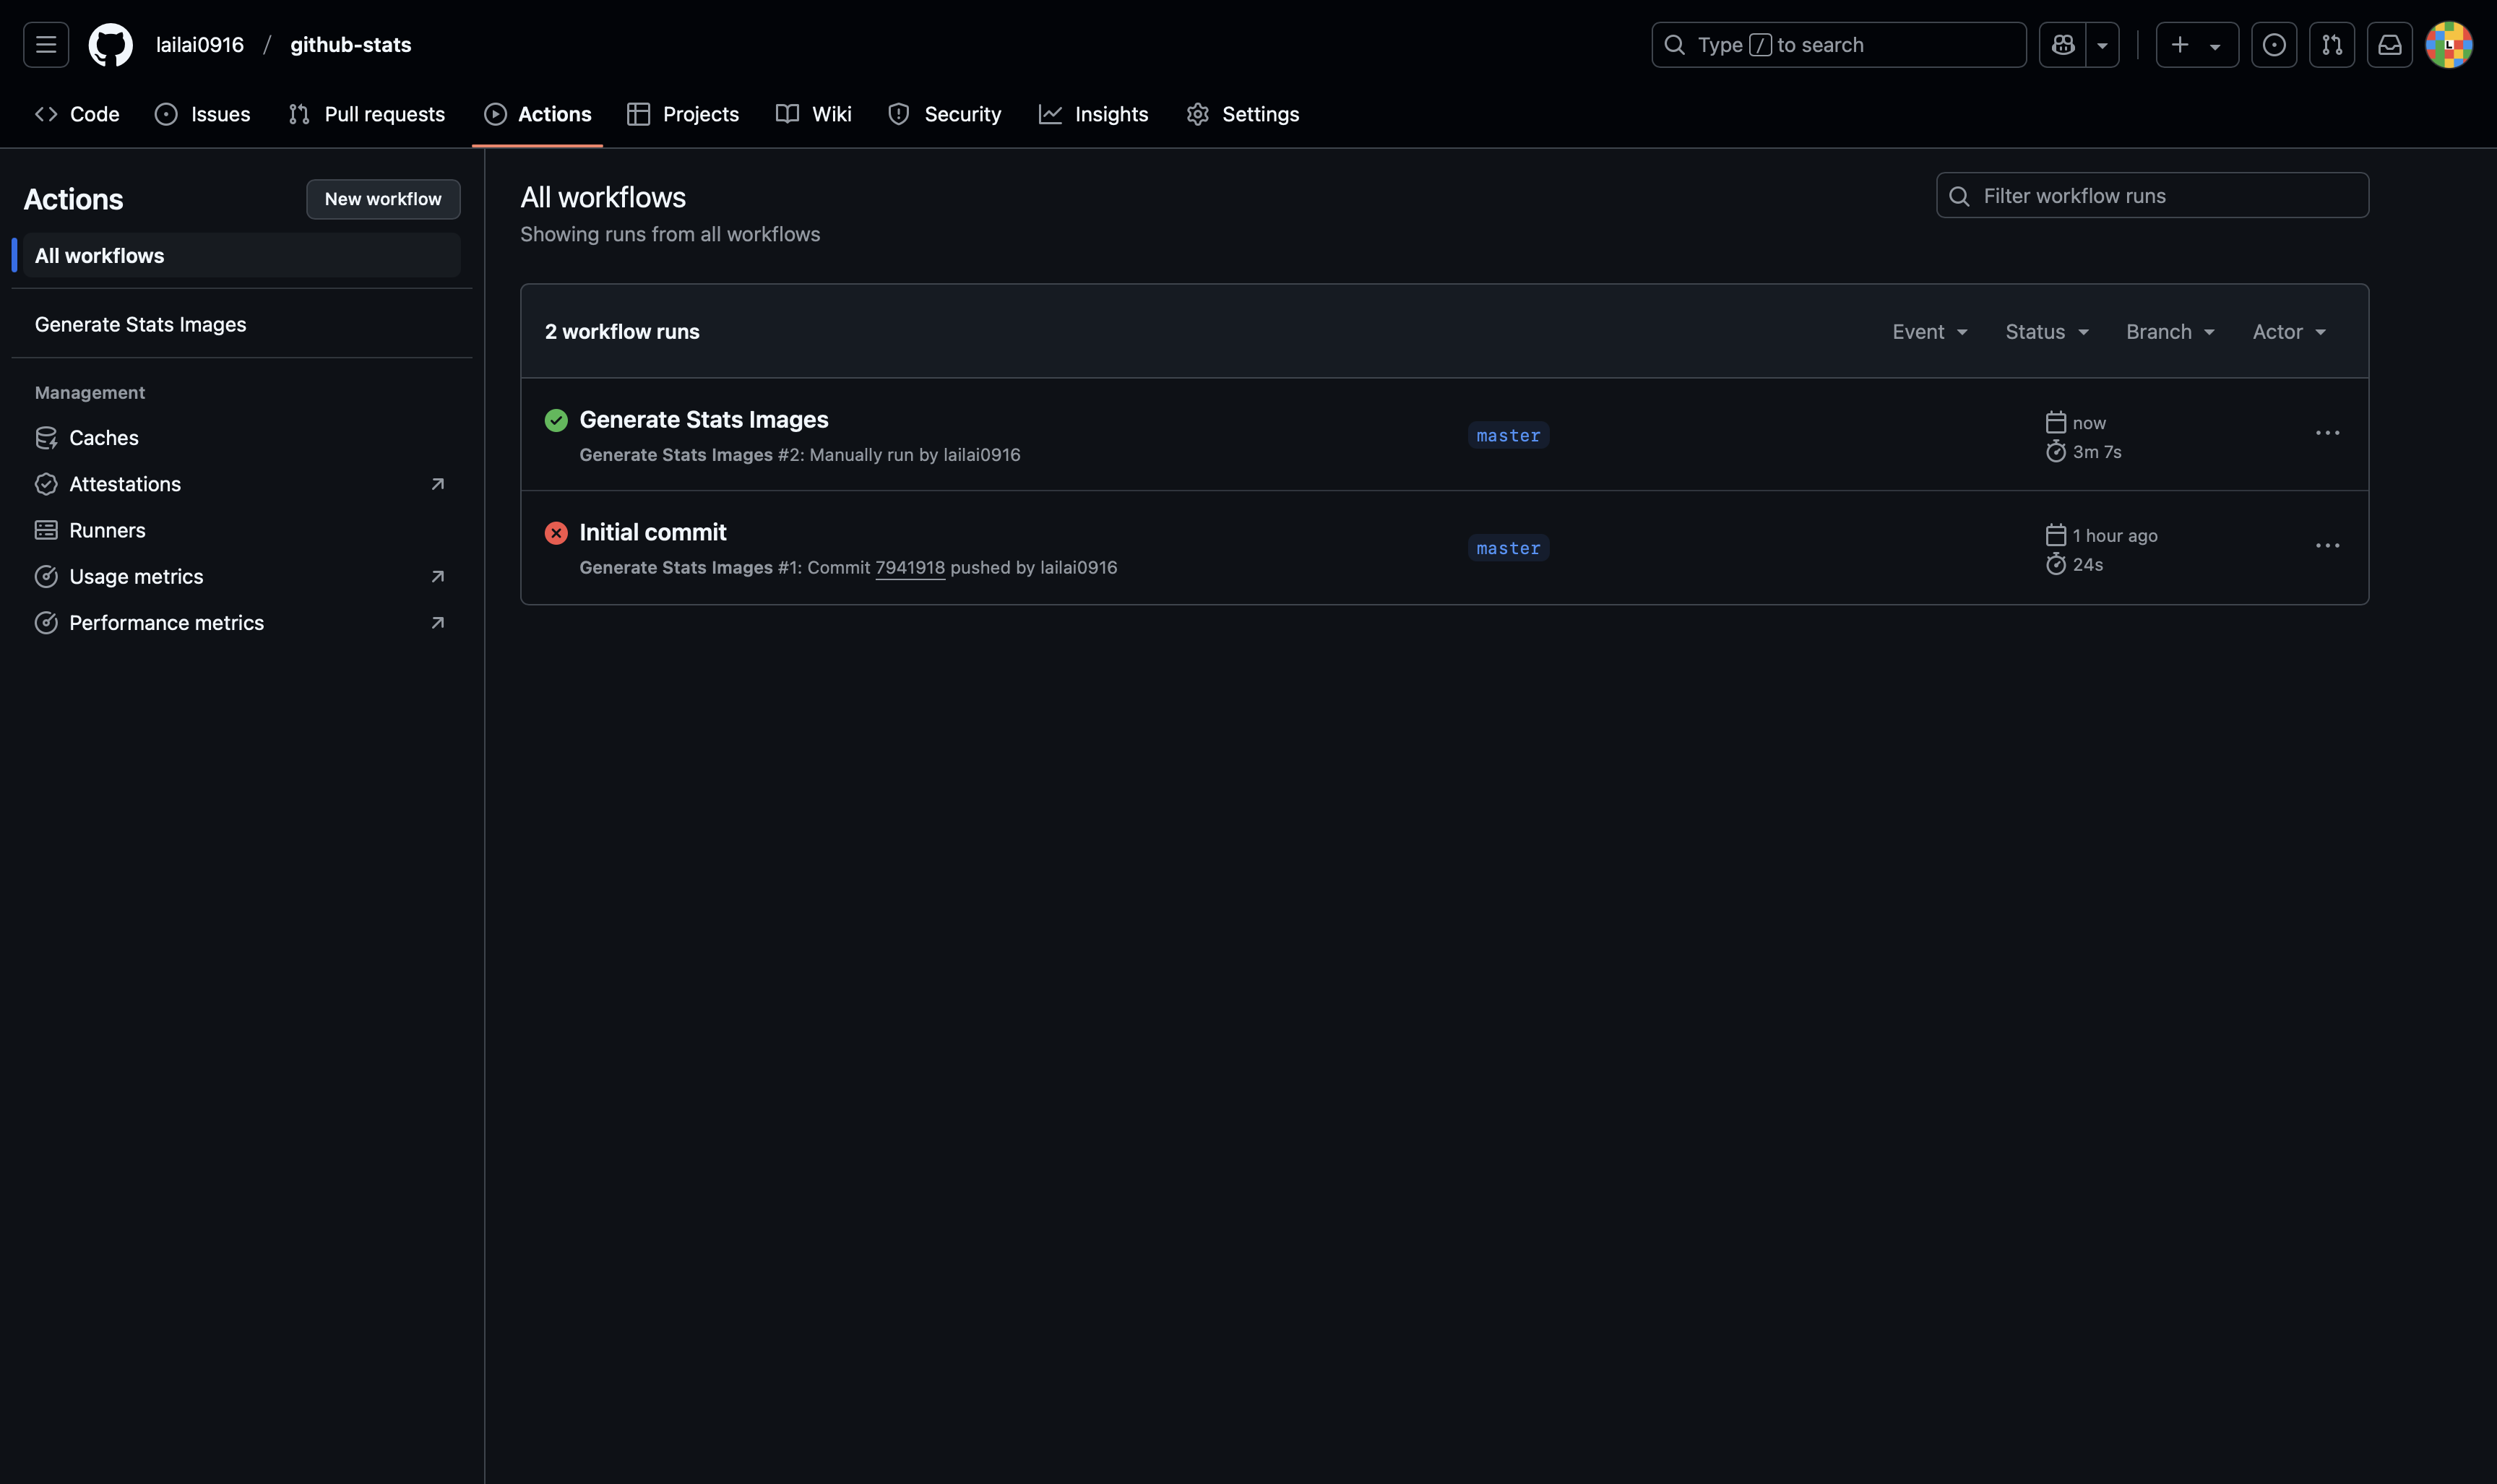 lailai0916 / github-stats
Type / to search
Code
Issues
Pull requests
Actions
Projects
Wiki
Security
Insights
Settings
Actions
New workflow
All workflows
Generate Stats Images
Management
Caches
Attestations
Runners
Usage metrics
Performance metrics
All workflows
Showing runs from all workflows
Filter workflow runs
2 workflow runs
Event
Status
Branch
Actor
Generate Stats Images
Generate Stats Images #2: Manually run by lailai0916
master
now
3m 7s
Initial commit
Generate Stats Images #1: Commit 7941918 pushed by lailai0916
master
1 hour ago
24s
L